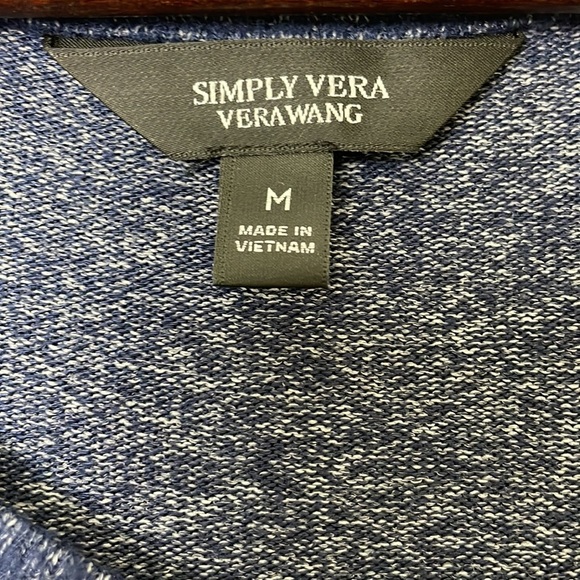 SIMPLY VERA
VERAWANG
M
MADE IN
VIETNAM